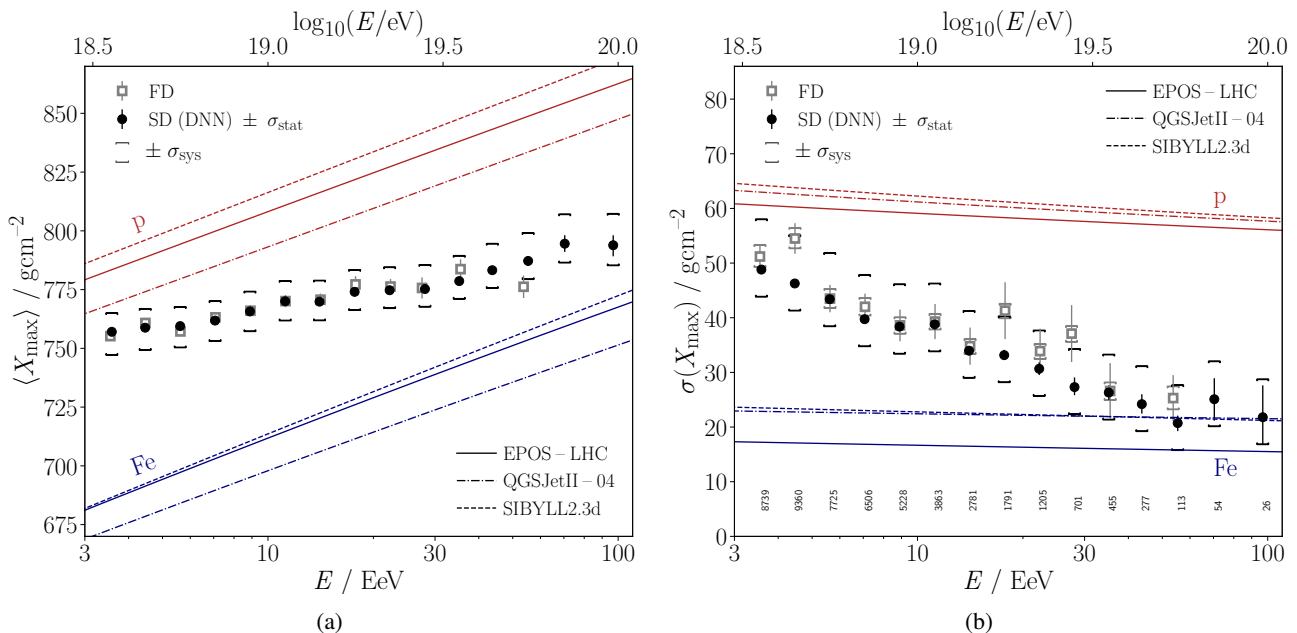 log₁₀(E/eV)
18.5 19.0 19.5 20.0
FD
SD (DNN) ± σstat
± σsys
p
Fe
EPOS – LHC
QGSJetII – 04
SIBYLL2.3d
850
825
800
775
750
725
700
675
⟨Xmax⟩ / gcm⁻²
3 10 30 100
E / EeV
(a)
log₁₀(E/eV)
18.5 19.0 19.5 20.0
FD
SD (DNN) ± σstat
± σsys
EPOS – LHC
QGSJetII – 04
SIBYLL2.3d
p
Fe
80
70
60
50
40
30
20
10
0
σ(Xmax) / gcm⁻²
8739 9360 7725 6506 5228 3863 2781 1791 1205 701 455 277 113 54 26
3 10 30 100
E / EeV
(b)